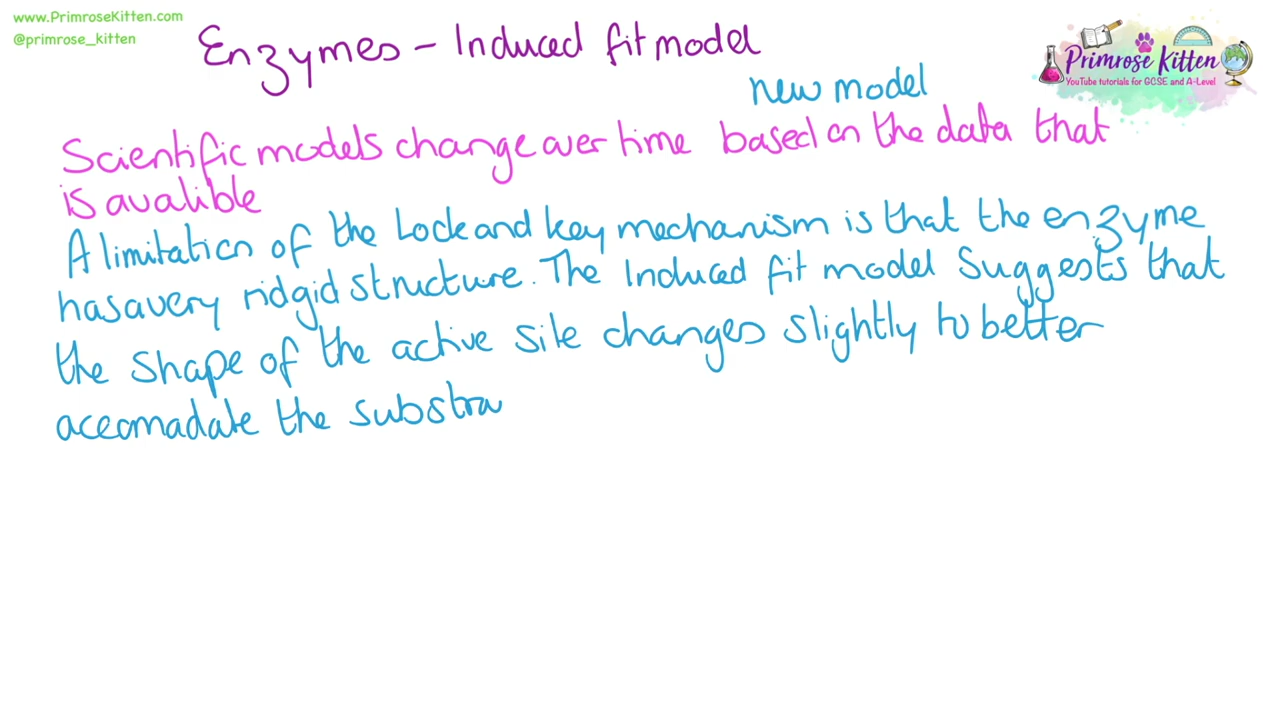 www.PrimroseKitten.com
@primrose_kitten
Enzymes - Induced fit model
Primrose Kitten
YouTube tutorials for GCSE and A-Level
new model
Scientific models change over time based on the data that
is avalible
A limitation of the Lock and key mechanism is that the enzyme
has a very ridgid structure. The Induced fit model Suggests that
the shape of the active site changes slightly to better
accomadate the substra